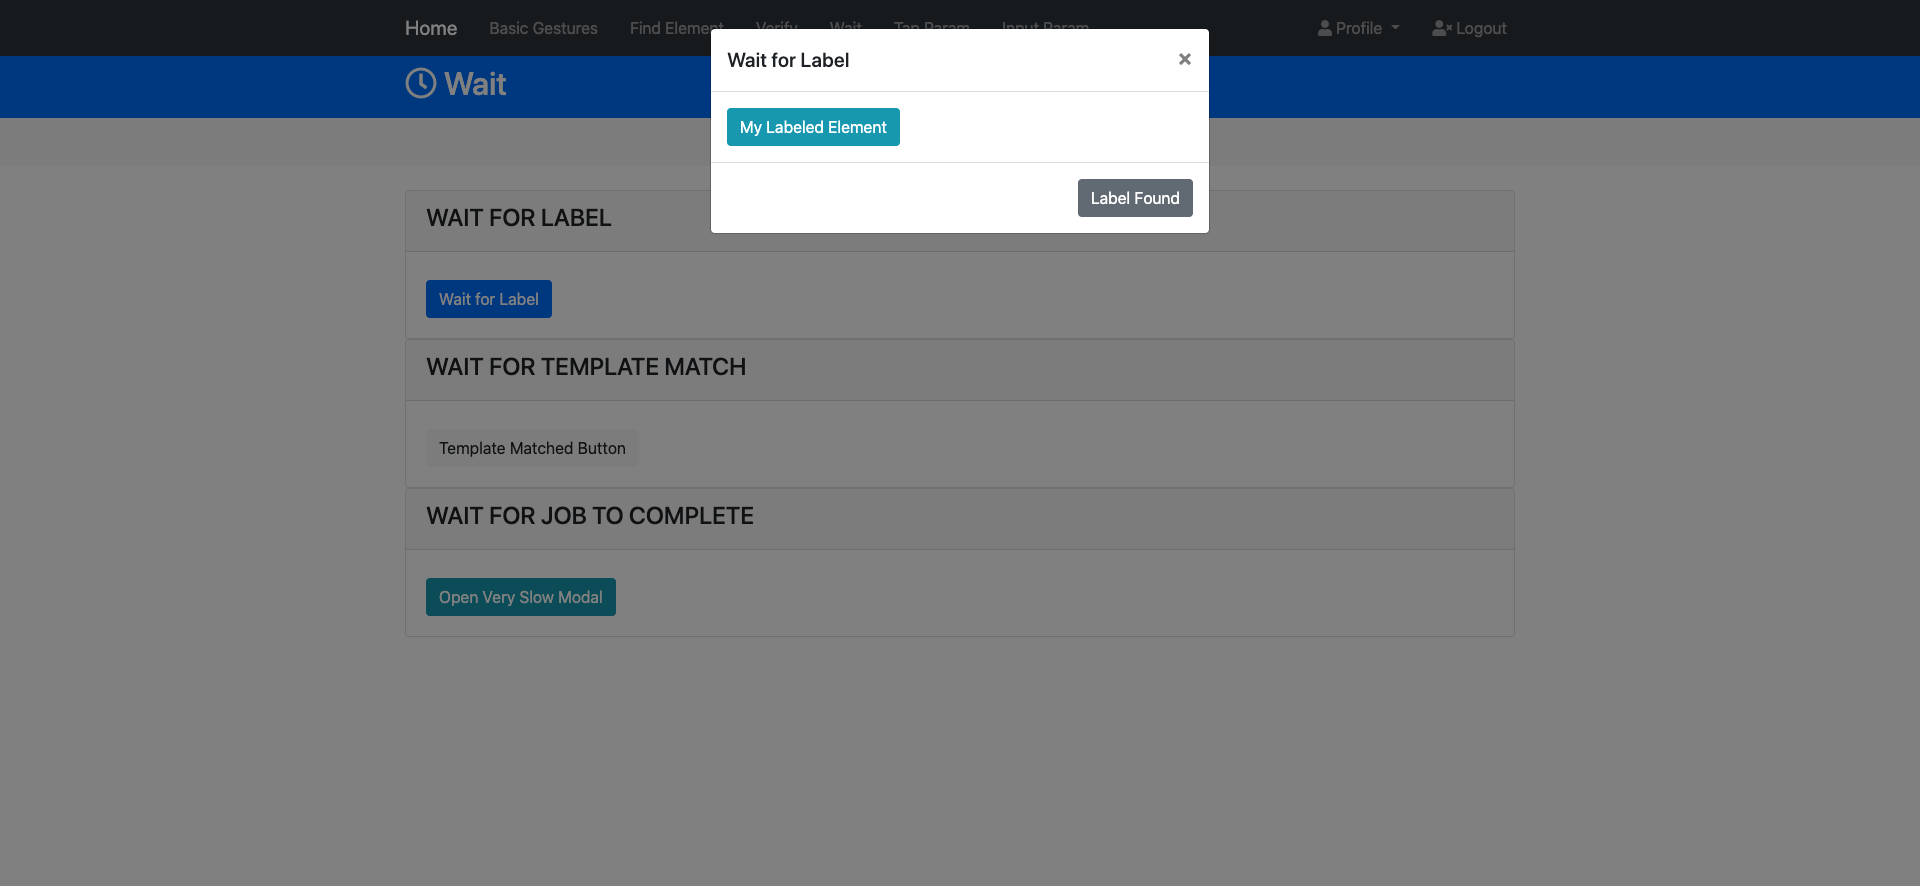 Home Basic Gestures Find Element Verify Wait Tap Param Input Param Profile Logout
Wait for Label ×
Wait
My Labeled Element
Label Found
WAIT FOR LABEL
Wait for Label
WAIT FOR TEMPLATE MATCH
Template Matched Button
WAIT FOR JOB TO COMPLETE
Open Very Slow Modal